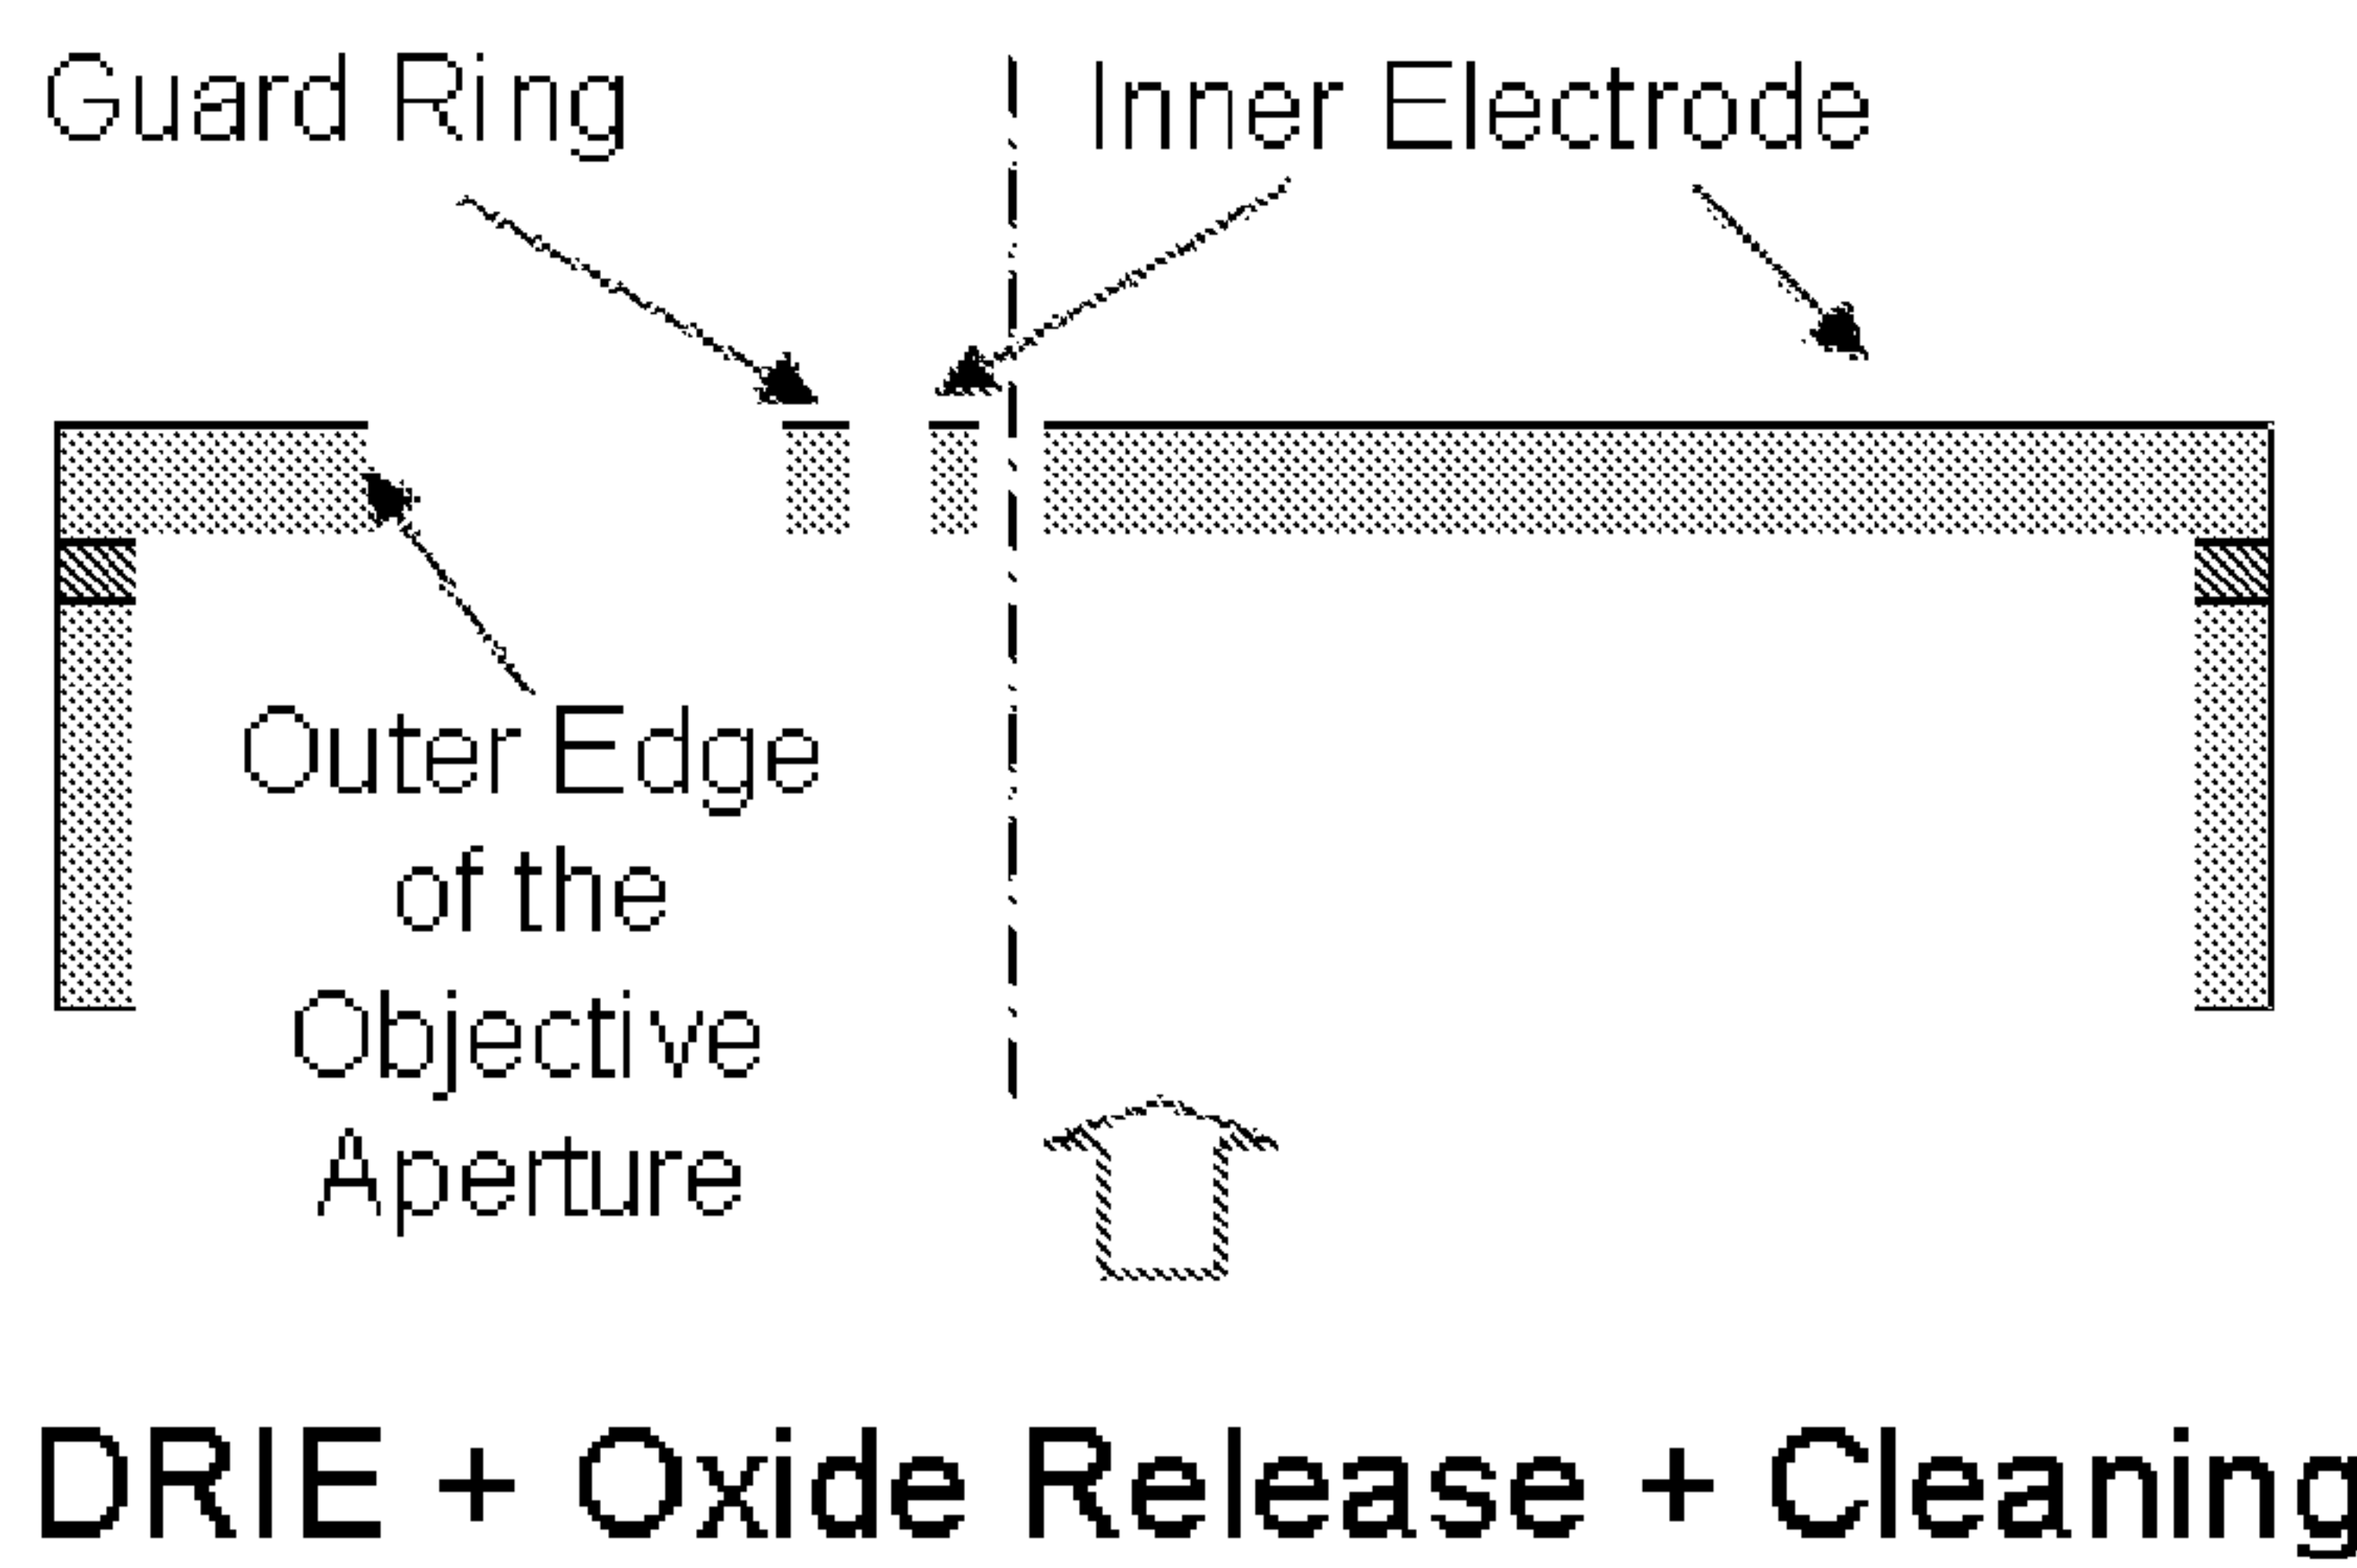 Guard Ring
Inner Electrode
Outer Edge
of the
Objective
Aperture
DRIE + Oxide Release + Cleaning